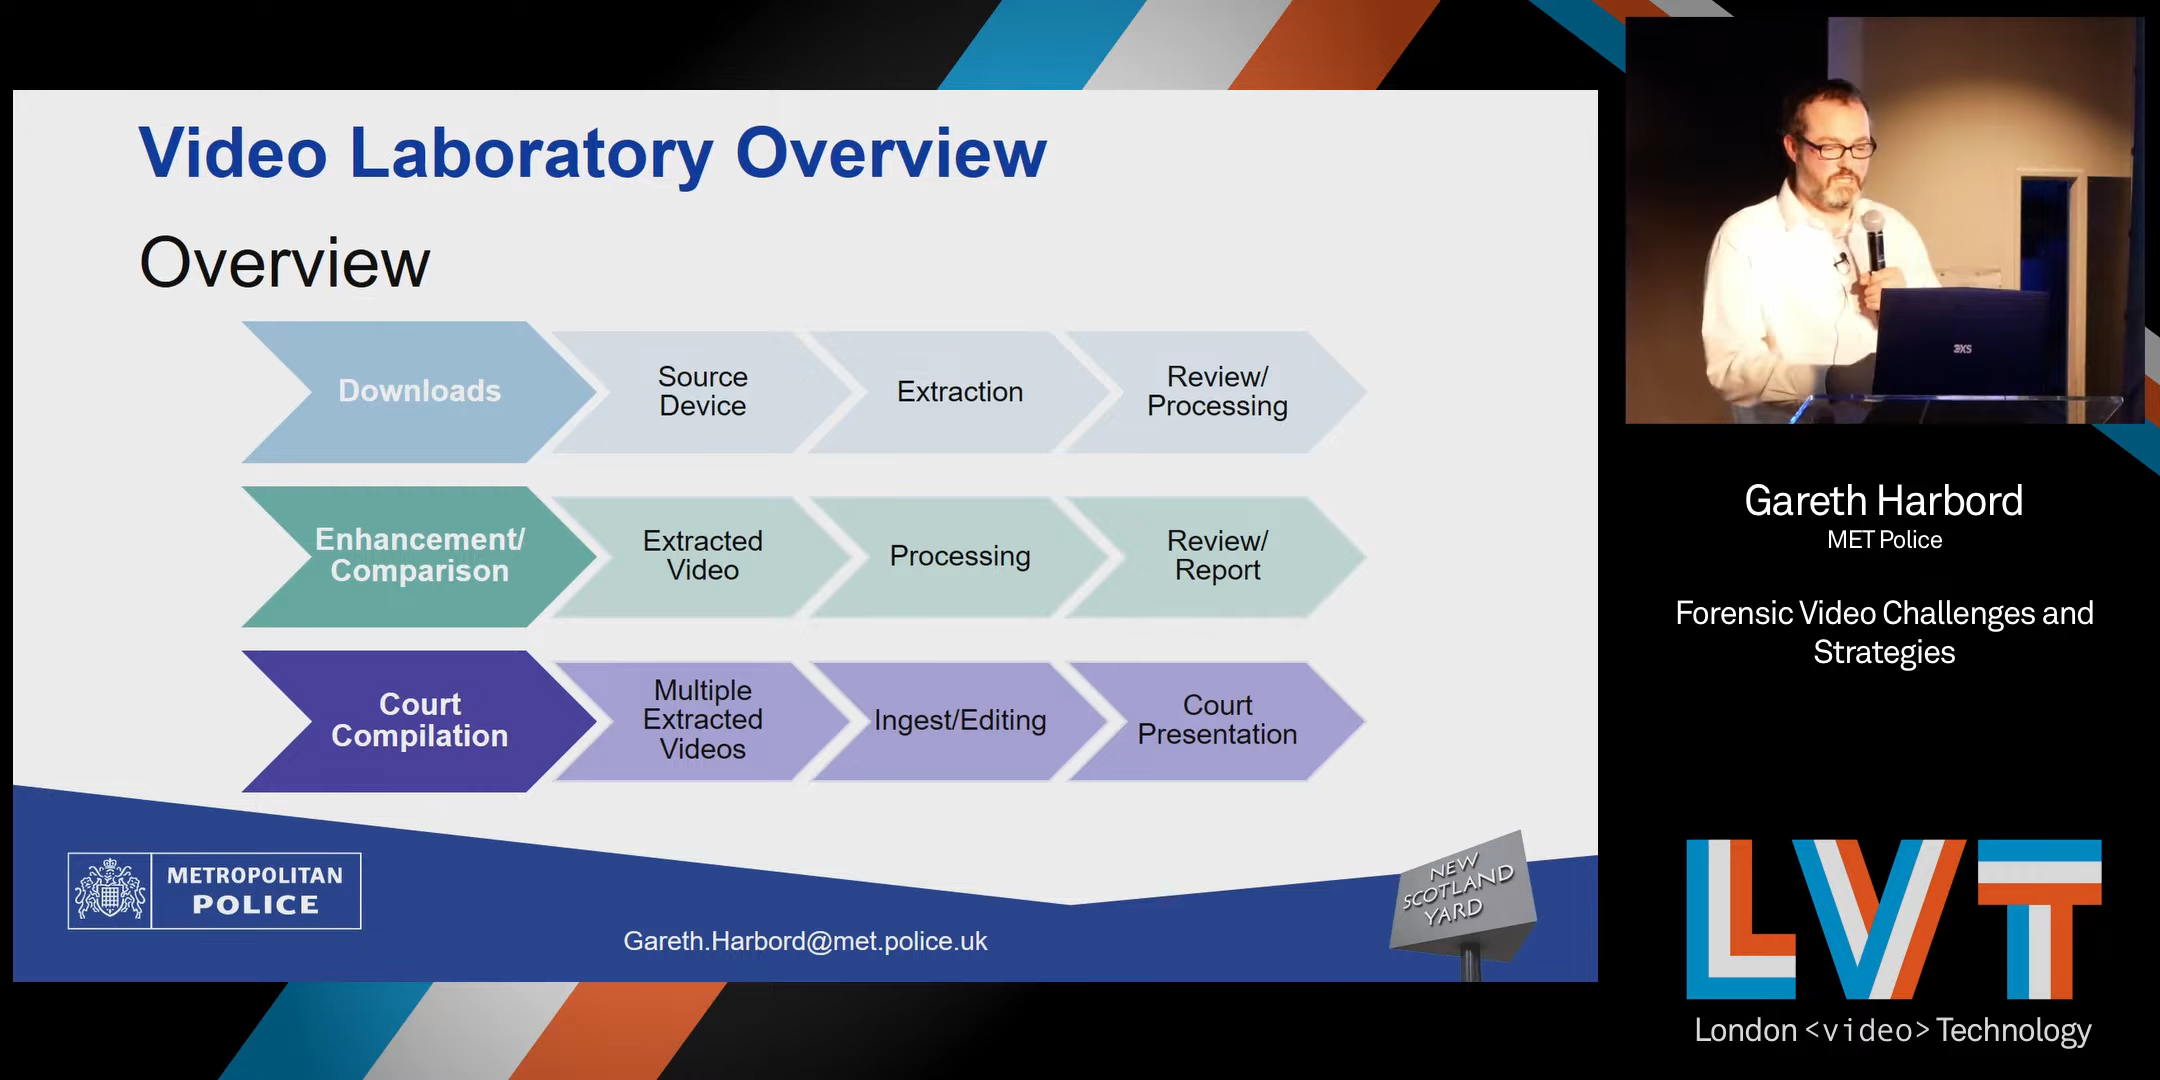 Video Laboratory Overview
Overview
Downloads
Source
Device
Extraction
Review/
Processing
Enhancement/
Comparison
Extracted
Video
Processing
Review/
Report
Court
Compilation
Multiple
Extracted
Videos
Ingest/Editing
Court
Presentation
METROPOLITAN
POLICE
Gareth.Harbord@met.police.uk
NEW
SCOTLAND
YARD
Gareth Harbord
MET Police
Forensic Video Challenges and
Strategies
LVT
London <video> Technology